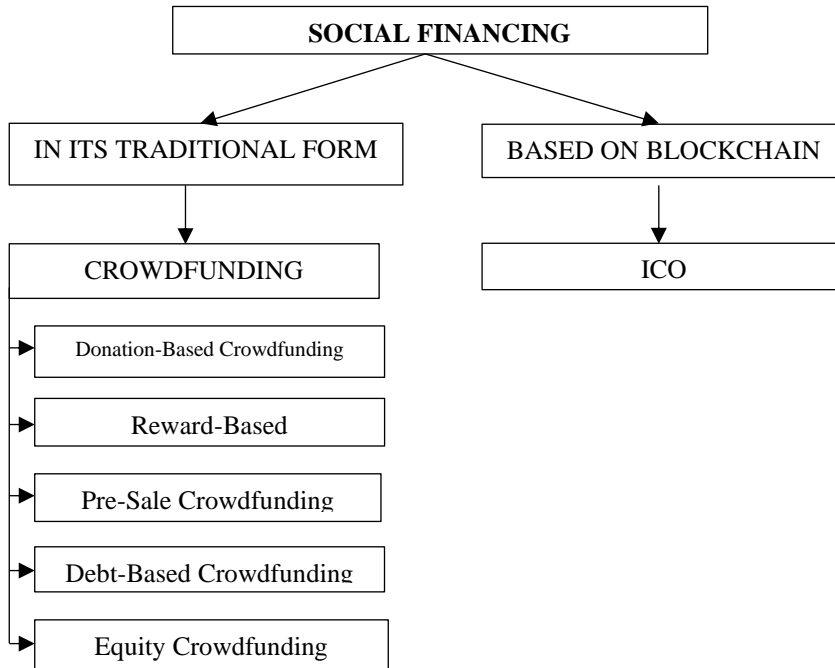 SOCIAL FINANCING
IN ITS TRADITIONAL FORM
BASED ON BLOCKCHAIN
CROWDFUNDING
ICO
Donation-Based Crowdfunding
Reward-Based
Pre-Sale Crowdfunding
Debt-Based Crowdfunding
Equity Crowdfunding